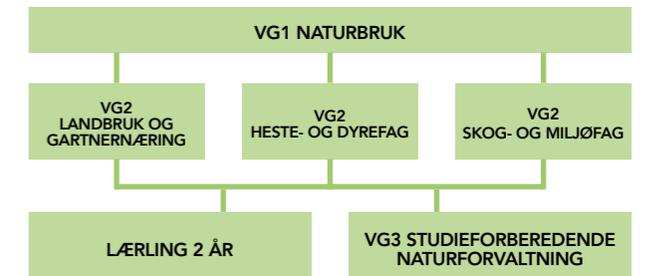 VG1 NATURBRUK
VG2
LANDBRUK OG
GARTNERNÆRING
VG2
HESTE- OG DYREFAG
VG2
SKOG- OG MILJØFAG
LÆRLING 2 ÅR
VG3 STUDIEFORBEREDENDE
NATURFORVALTNING